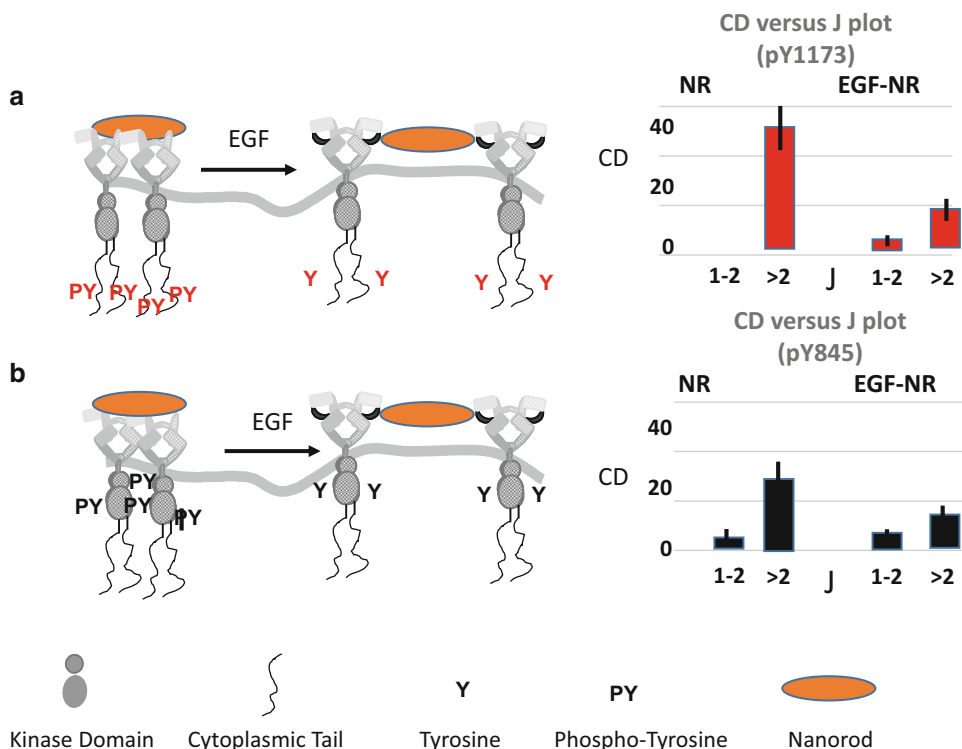 CD versus J plot
(pY1173)
a
NR
EGF-NR
EGF
CD
40
20
0
1-2
>2
J
1-2
>2
PY
PY
PY
PY
Y
Y
Y
Y
CD versus J plot
(pY845)
b
NR
EGF-NR
EGF
CD
40
20
0
1-2
>2
J
1-2
>2
PY
PY
PY
PY
Y
Y
Y
Y
Y
PY
Kinase Domain
Cytoplasmic Tail
Tyrosine
Phospho-Tyrosine
Nanorod